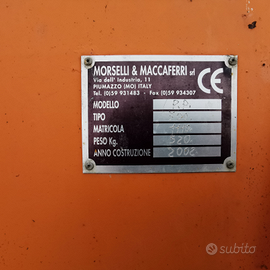 MORSELLI & MACCAFERRI srl
Via dell' Industria, 11
PIUMAZZO (MO) ITALY
Tel. (0)59 931483 - Fax (0)59 934307
CE
MODELLO
TIPO
MATRICOLA
PESO Kg.
ANNO COSTRUZIONE 2002
subito